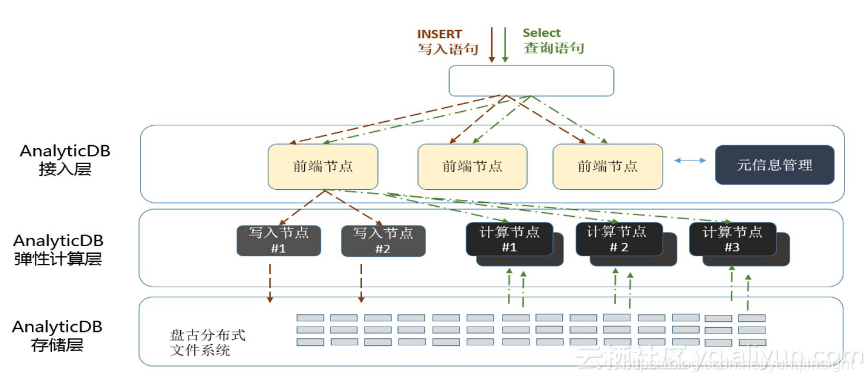 INSERT
写入语句
Select
查询语句
AnalyticDB
接入层
前端节点
前端节点
前端节点
元信息管理
AnalyticDB
弹性计算层
写入节点
#1
写入节点
#2
计算节点
#1
计算节点
# 2
计算节点
#3
AnalyticDB
存储层
盘古分布式
文件系统
云栖社区 yq.aliyun.com